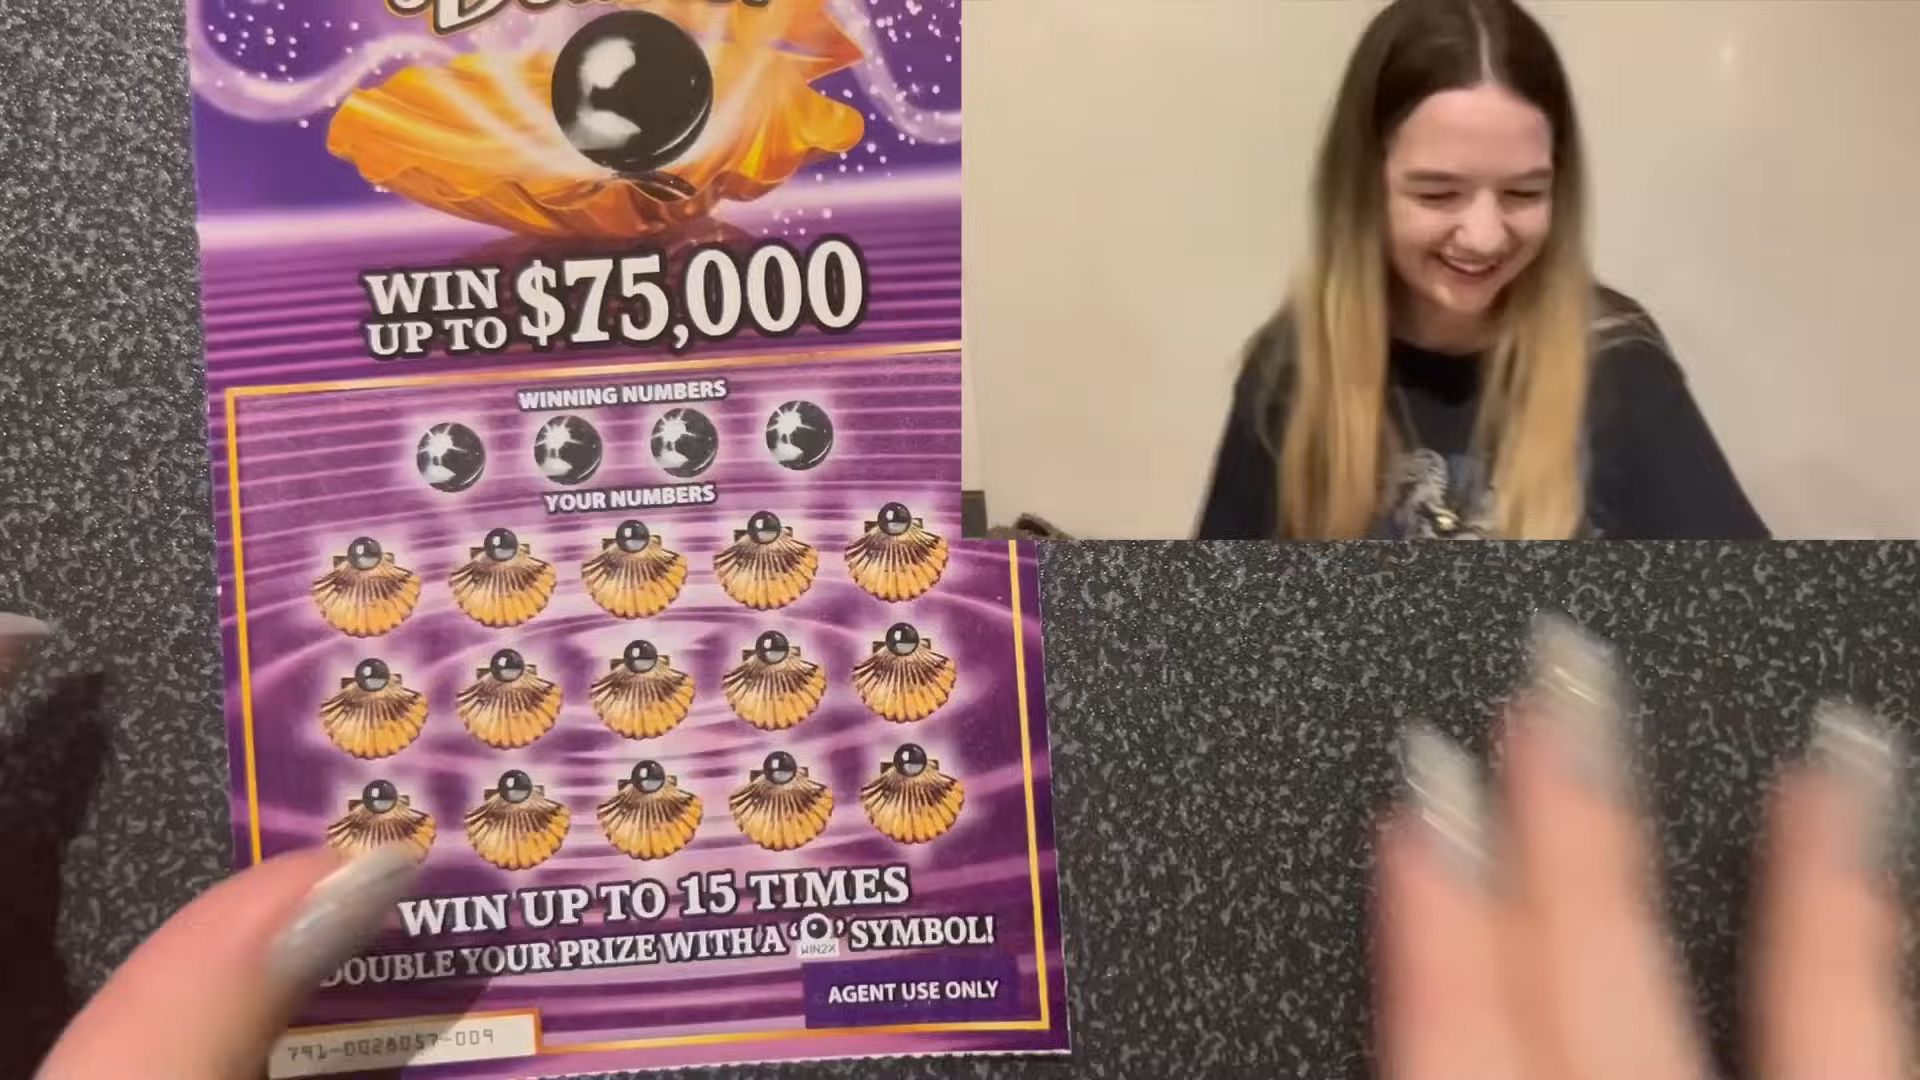 WIN
UP TO $75,000
WINNING NUMBERS
YOUR NUMBERS
WIN UP TO 15 TIMES
DOUBLE YOUR PRIZE WITH A ' WIN2X ' SYMBOL!
AGENT USE ONLY
791-0028057-009